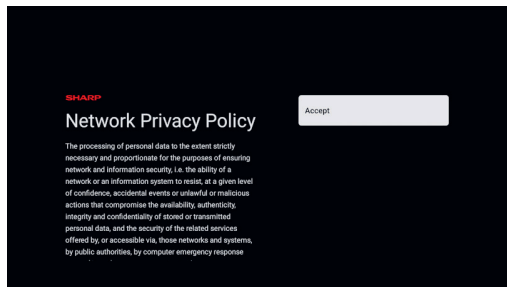 SHARP
Network Privacy Policy
The processing of personal data to the extent strictly
necessary and proportionate for the purposes of ensuring
network and information security, i.e. the ability of a
network or an information system to resist, at a given level
of confidence, accidental events or unlawful or malicious
actions that compromise the availability, authenticity,
integrity and confidentiality of stored or transmitted
personal data, and the security of the related services
offered by, or accessible via, those networks and systems,
by public authorities, by computer emergency response
Accept